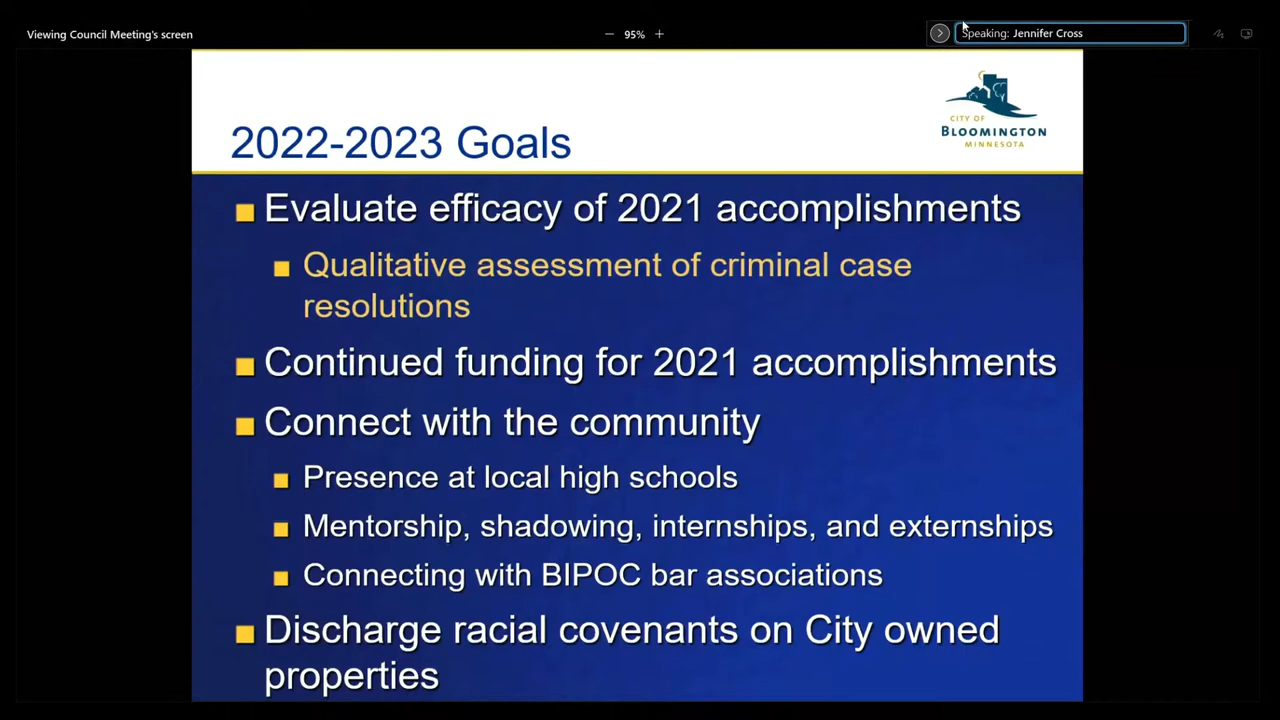 Viewing Council Meeting's screen
95%
Speaking: Jennifer Cross
CITY OF
BLOOMINGTON
MINNESOTA
2022-2023 Goals
Evaluate efficacy of 2021 accomplishments
Qualitative assessment of criminal case
resolutions
Continued funding for 2021 accomplishments
Connect with the community
Presence at local high schools
Mentorship, shadowing, internships, and externships
Connecting with BIPOC bar associations
Discharge racial covenants on City owned
properties